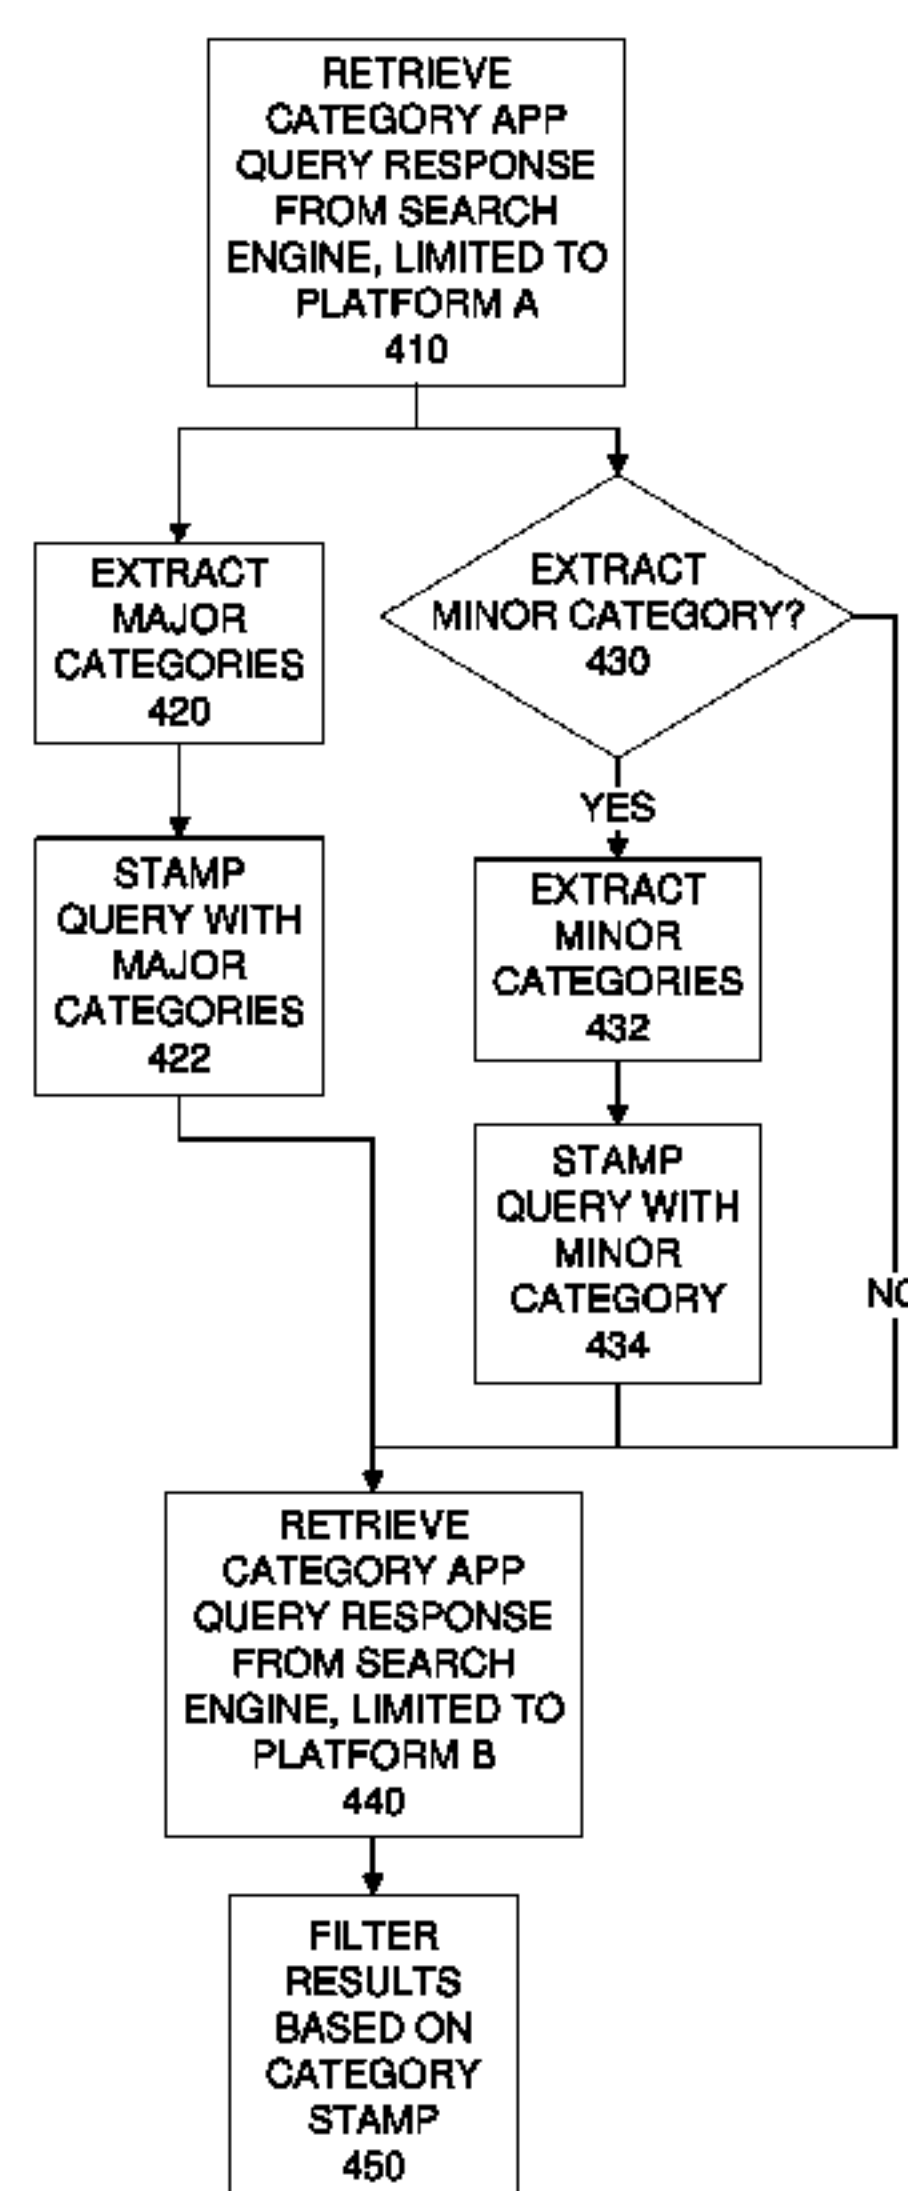 RETRIEVE
CATEGORY APP
QUERY RESPONSE
FROM SEARCH
ENGINE, LIMITED TO
PLATFORM A
410
EXTRACT
MAJOR
CATEGORIES
420
EXTRACT
MINOR CATEGORY?
430
YES
STAMP
QUERY WITH
MAJOR
CATEGORIES
422
EXTRACT
MINOR
CATEGORIES
432
STAMP
QUERY WITH
MINOR
CATEGORY
434
NO
RETRIEVE
CATEGORY APP
QUERY RESPONSE
FROM SEARCH
ENGINE, LIMITED TO
PLATFORM B
440
FILTER
RESULTS
BASED ON
CATEGORY
STAMP
450